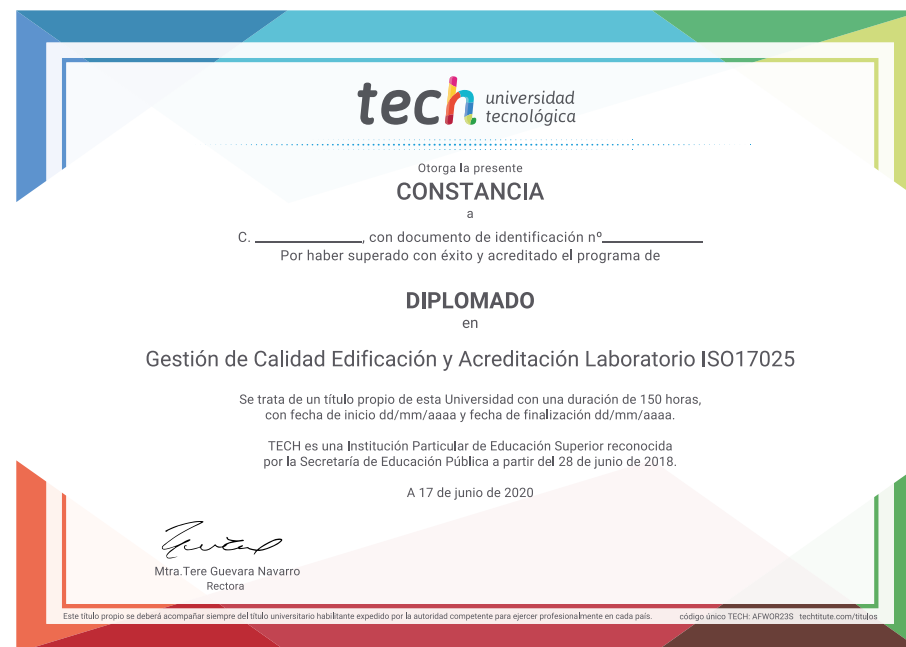 tech universidad
tecnológica
Otorga la presente
CONSTANCIA
a
C. ______________, con documento de identificación nº_____________
Por haber superado con éxito y acreditado el programa de
DIPLOMADO
en
Gestión de Calidad Edificación y Acreditación Laboratorio ISO17025
Se trata de un título propio de esta Universidad con una duración de 150 horas,
con fecha de inicio dd/mm/aaaa y fecha de finalización dd/mm/aaaa.
TECH es una Institución Particular de Educación Superior reconocida
por la Secretaría de Educación Pública a partir del 28 de junio de 2018.
A 17 de junio de 2020
Mtra.Tere Guevara Navarro
Rectora
Este título propio se deberá acompañar siempre del título universitario habilitante expedido por la autoridad competente para ejercer profesionalmente en cada país. código único TECH: AFWOR23S techtitute.com/titulos